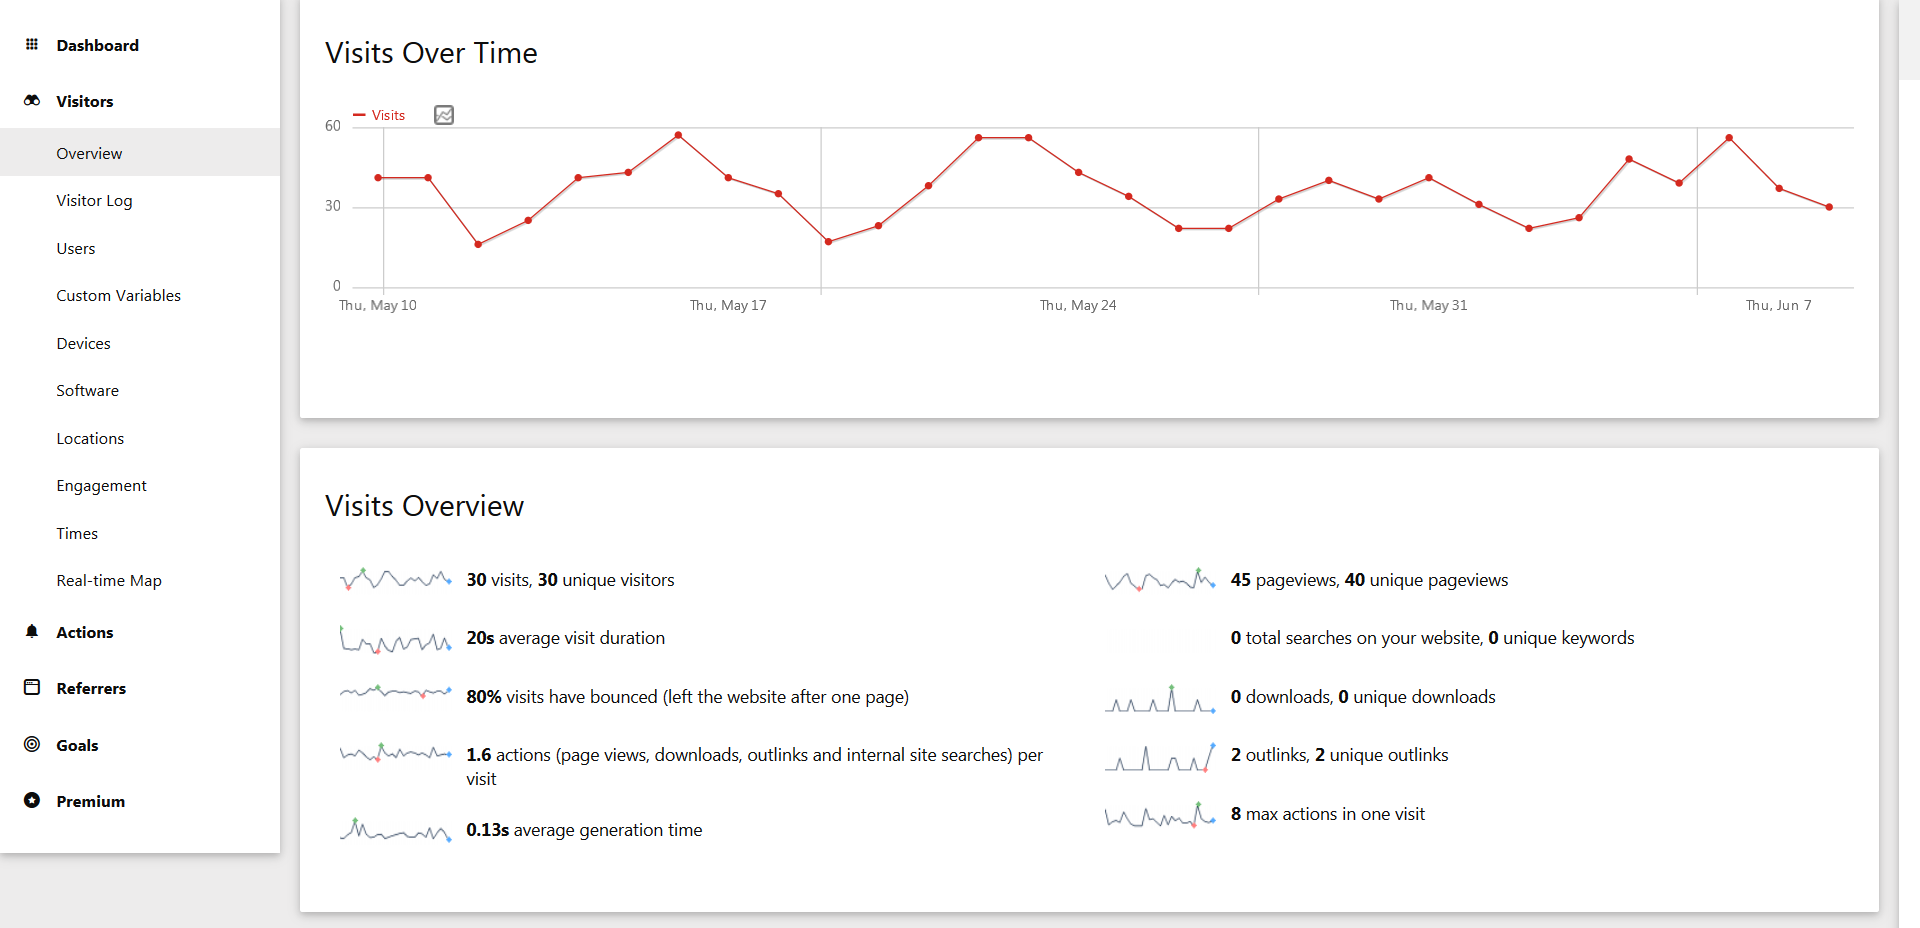 Dashboard
Visitors
Overview
Visitor Log
Users
Custom Variables
Devices
Software
Locations
Engagement
Times
Real-time Map
Actions
Referrers
Goals
Premium
Visits Over Time
Visits
60
30
0
Thu, May 10
Thu, May 17
Thu, May 24
Thu, May 31
Thu, Jun 7
Visits Overview
30 visits, 30 unique visitors
20s average visit duration
80% visits have bounced (left the website after one page)
1.6 actions (page views, downloads, outlinks and internal site searches) per
visit
0.13s average generation time
45 pageviews, 40 unique pageviews
0 total searches on your website, 0 unique keywords
0 downloads, 0 unique downloads
2 outlinks, 2 unique outlinks
8 max actions in one visit